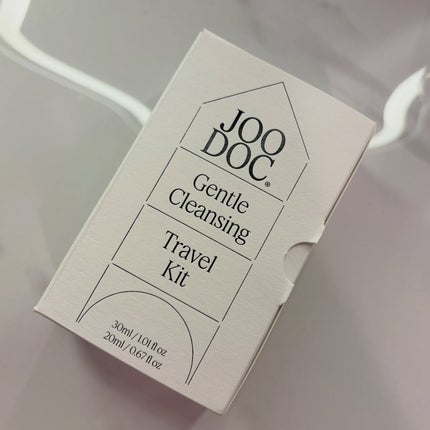 JOO
DOC®
Gentle
Cleansing
Travel
Kit
30ml / 1.01 fl oz
20ml / 0.67 fl oz